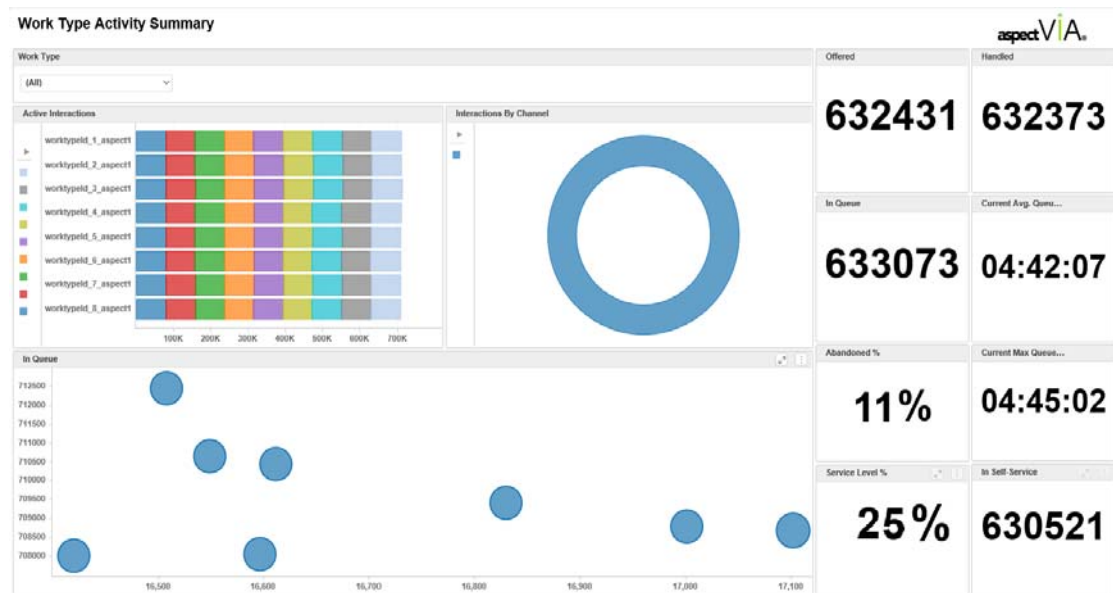 Work Type Activity Summary
aspect VIA®
Work Type
(All)
Active Interactions
worktypeId_1_aspect1
worktypeId_2_aspect1
worktypeId_3_aspect1
worktypeId_4_aspect1
worktypeId_5_aspect1
worktypeId_6_aspect1
worktypeId_7_aspect1
worktypeId_8_aspect1
100K 200K 300K 400K 500K 600K 700K
Interactions By Channel
In Queue
712500
712000
711500
711000
710500
710000
709500
709000
708500
708000
16,500 16,600 16,700 16,800 16,900 17,000 17,100
Offered
632431
Handled
632373
In Queue
633073
Current Avg. Queu...
04:42:07
Abandoned %
11%
Current Max Queue...
04:45:02
Service Level %
25%
In Self-Service
630521